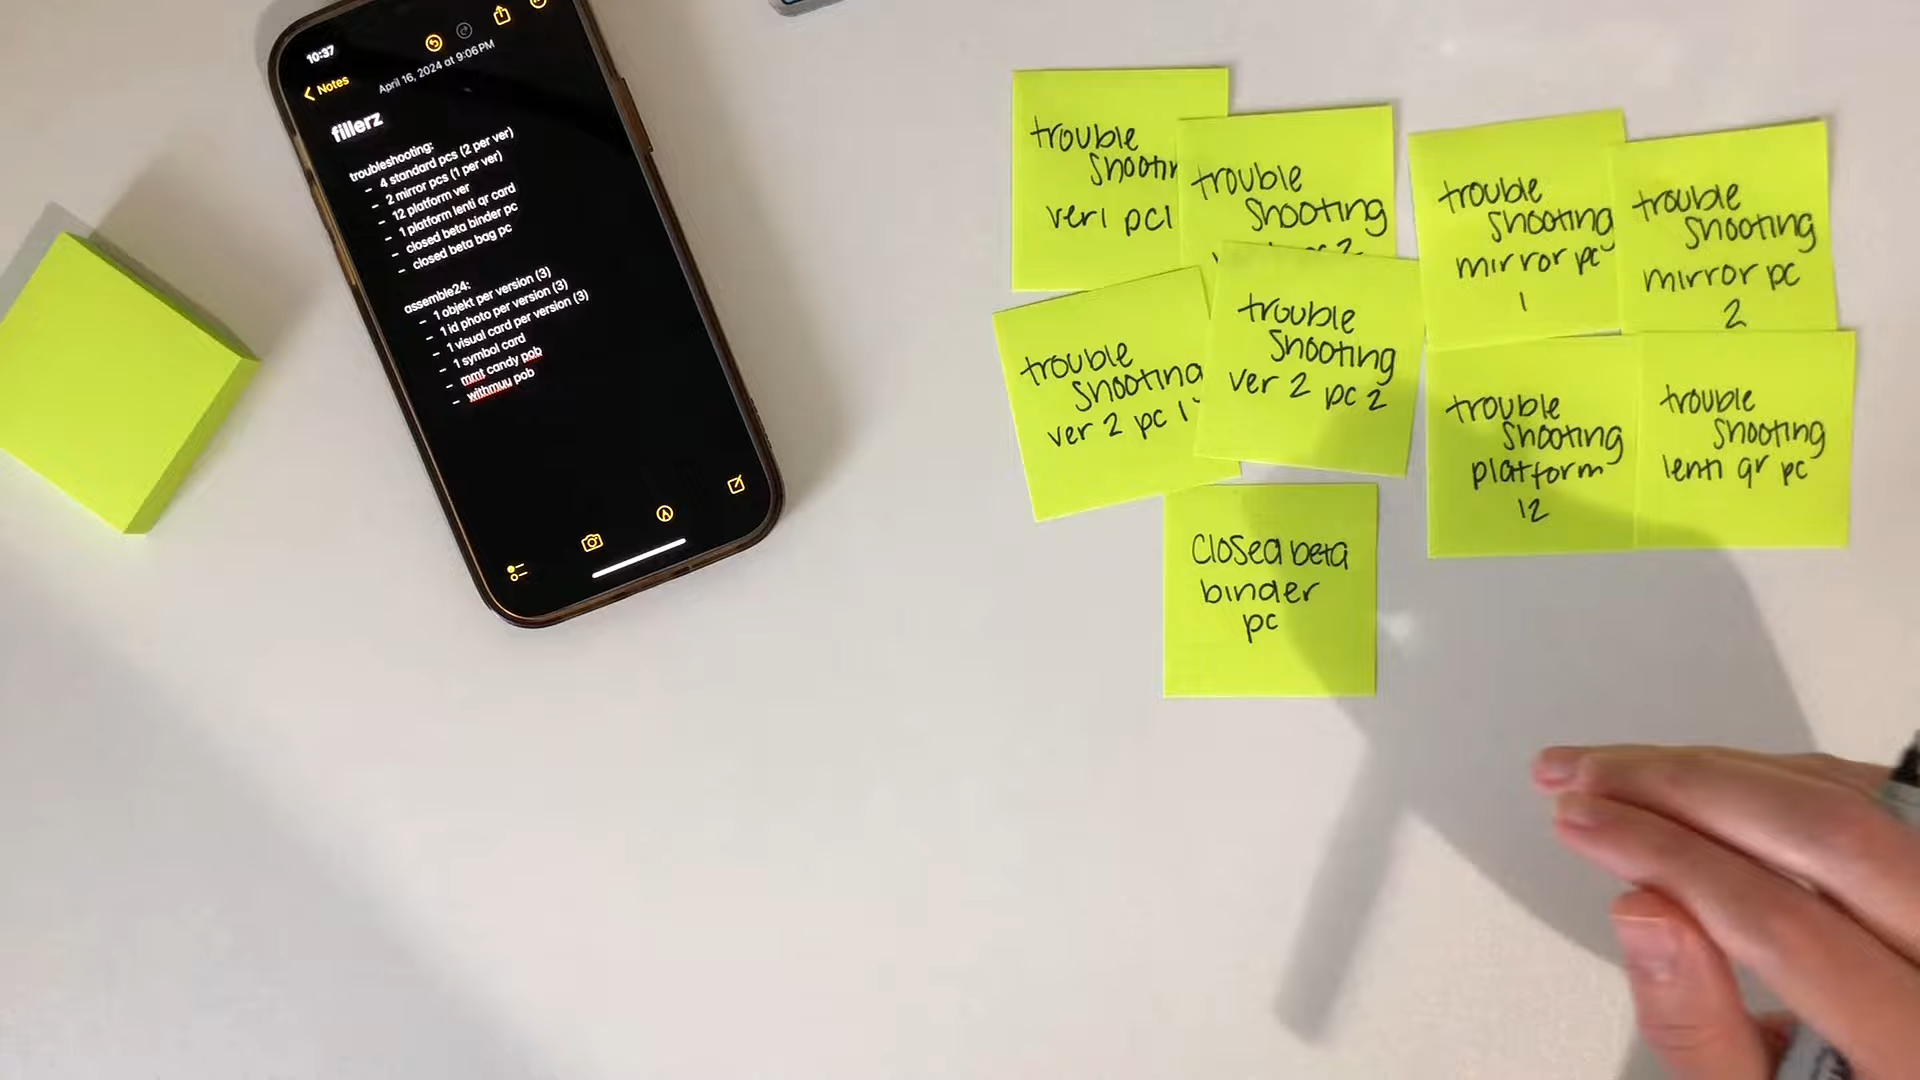 10:37
Notes
April 16, 2024 at 9:06 PM
fillerz
troubleshooting:
- 4 standard pcs (2 per ver)
- 2 mirror pcs (1 per ver)
- 12 platform ver
- 1 platform lenti qr card
- closed beta binder pc
- closed beta bag pc
assemble24:
- 1 objekt per version (3)
- 1 id photo per version (3)
- 1 visual card per version (3)
- 1 symbol card
- mmt candy pob
- withmuu pob
trouble
shootin
ver1 pc1
trouble
shooting
trouble
shooting
mirror pc
1
trouble
shooting
mirror pc
2
trouble
shooting
ver 2 pc 1
trouble
shooting
ver 2 pc 2
trouble
shooting
platform
12
trouble
shooting
lenti qr pc
closed beta
binder
pc